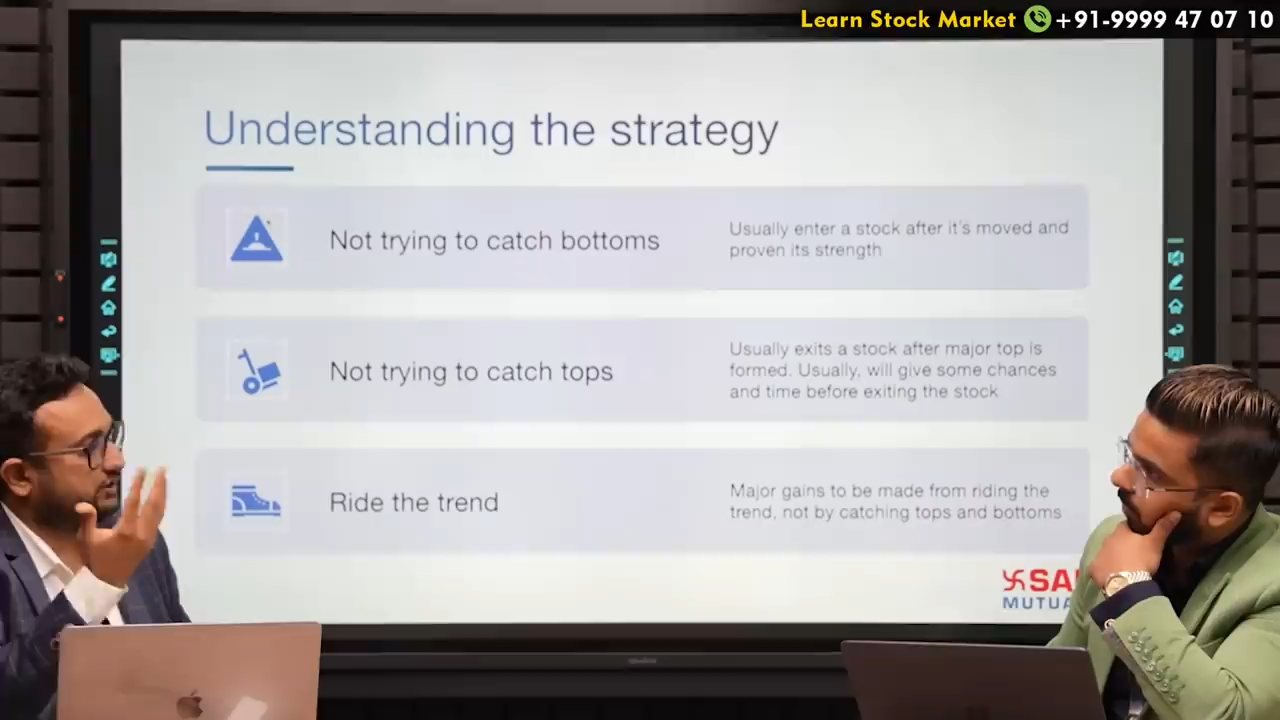 Learn Stock Market +91-9999 47 07 10
Understanding the strategy
Not trying to catch bottoms
Usually enter a stock after it's moved and
proven its strength
Not trying to catch tops
Usually exits a stock after major top is
formed. Usually, will give some chances
and time before exiting the stock
Ride the trend
Major gains to be made from riding the
trend, not by catching tops and bottoms